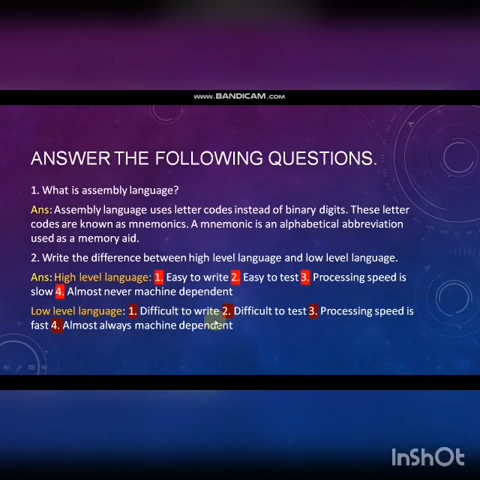 www.BANDICAM.com
ANSWER THE FOLLOWING QUESTIONS.
1. What is assembly language?
Ans: Assembly language uses letter codes instead of binary digits. These letter
codes are known as mnemonics. A mnemonic is an alphabetical abbreviation
used as a memory aid.
2. Write the difference between high level language and low level language.
Ans: High level language: 1. Easy to write 2. Easy to test 3. Processing speed is
slow 4. Almost never machine dependent
Low level language: 1. Difficult to write 2. Difficult to test 3. Processing speed is
fast 4. Almost always machine dependent
InShOt